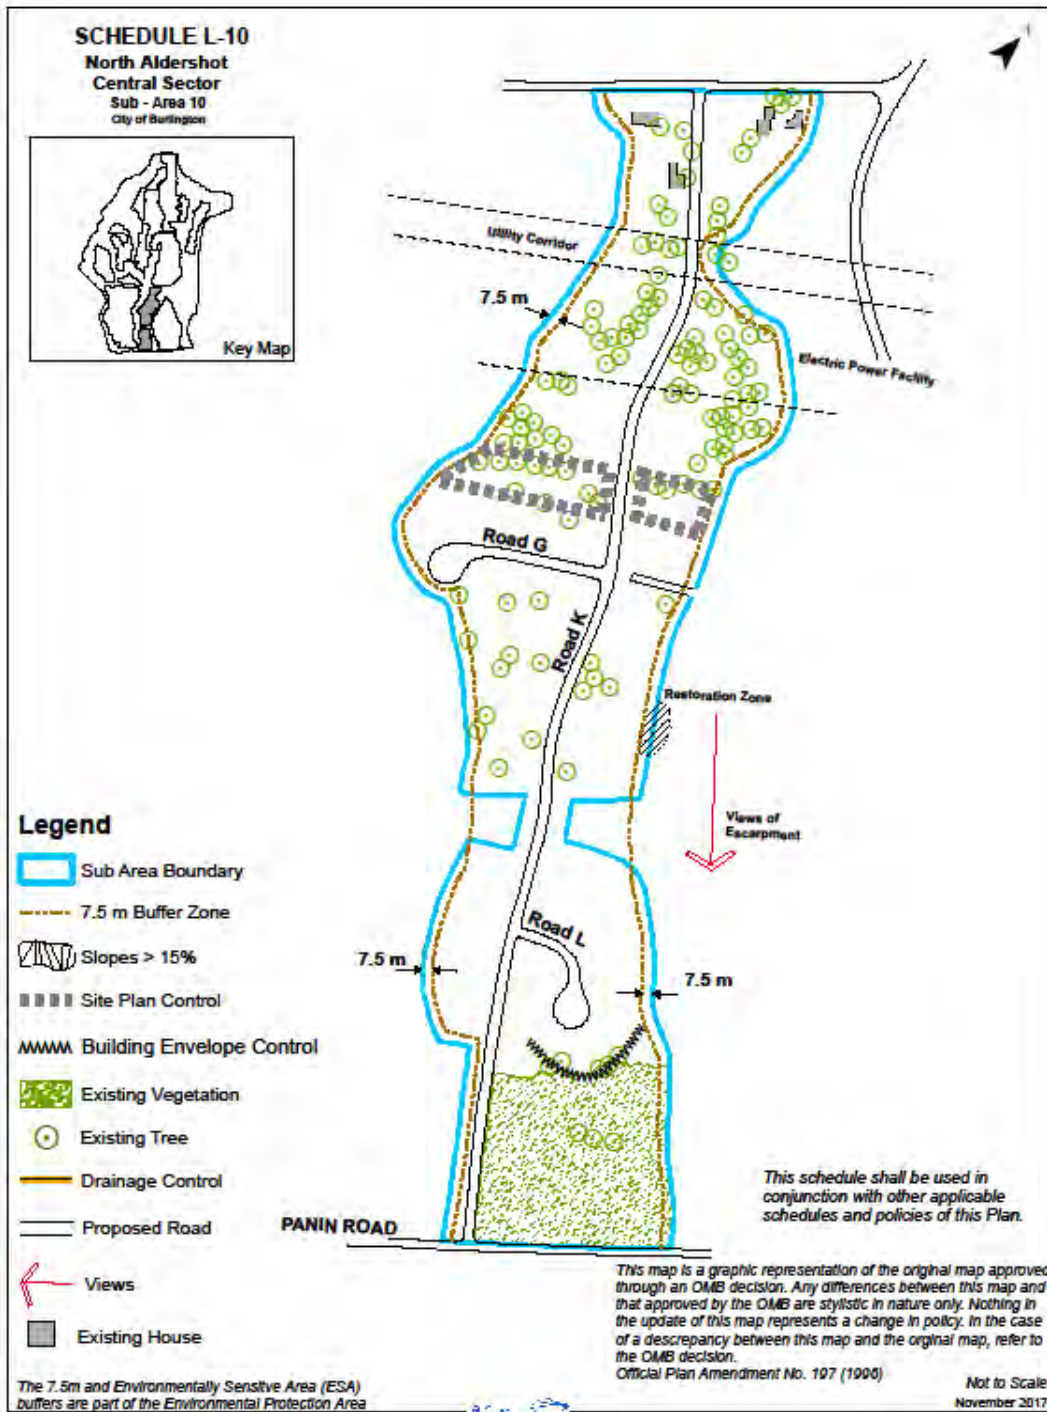 SCHEDULE L-10
North Aldershot
Central Sector
Sub - Area 10
City of Burlington
Key Map
Utility Corridor
7.5 m
Electric Power Facility
Road G
Road K
Restoration Zone
Views of
Escarpment
Road L
7.5 m
7.5 m
Legend
Sub Area Boundary
7.5 m Buffer Zone
Slopes > 15%
Site Plan Control
Building Envelope Control
Existing Vegetation
Existing Tree
Drainage Control
Proposed Road
Views
Existing House
PANIN ROAD
This schedule shall be used in
conjunction with other applicable
schedules and policies of this Plan.
This map is a graphic representation of the original map approved
through an OMB decision. Any differences between this map and
that approved by the OMB are stylistic in nature only. Nothing in
the update of this map represents a change in policy. In the case
of a descrepancy between this map and the orginal map, refer to
the OMB decision.
Official Plan Amendment No. 197 (1996)
Not to Scale
November 2017
The 7.5m and Environmentally Sensitve Area (ESA)
buffers are part of the Environmental Protection Area